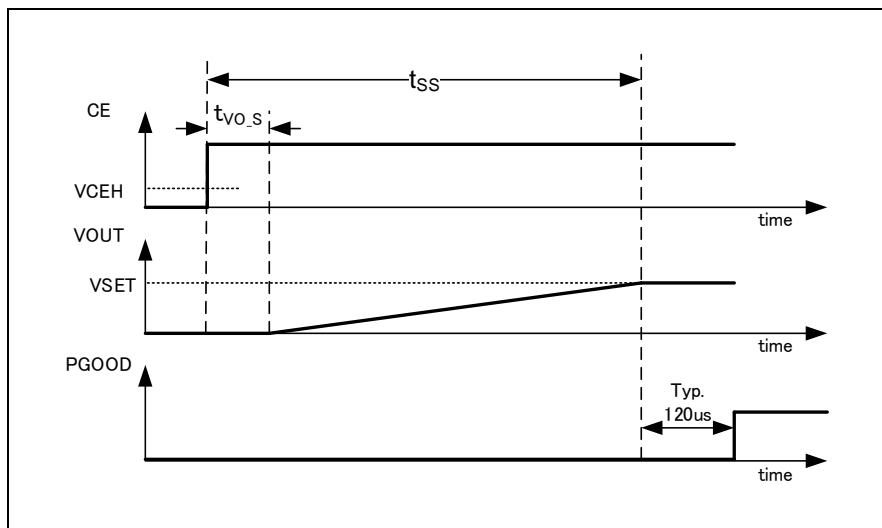 tSS
CE
tVO_S
VCEH
time
VOUT
VSET
time
PGOOD
Typ.
120us
time